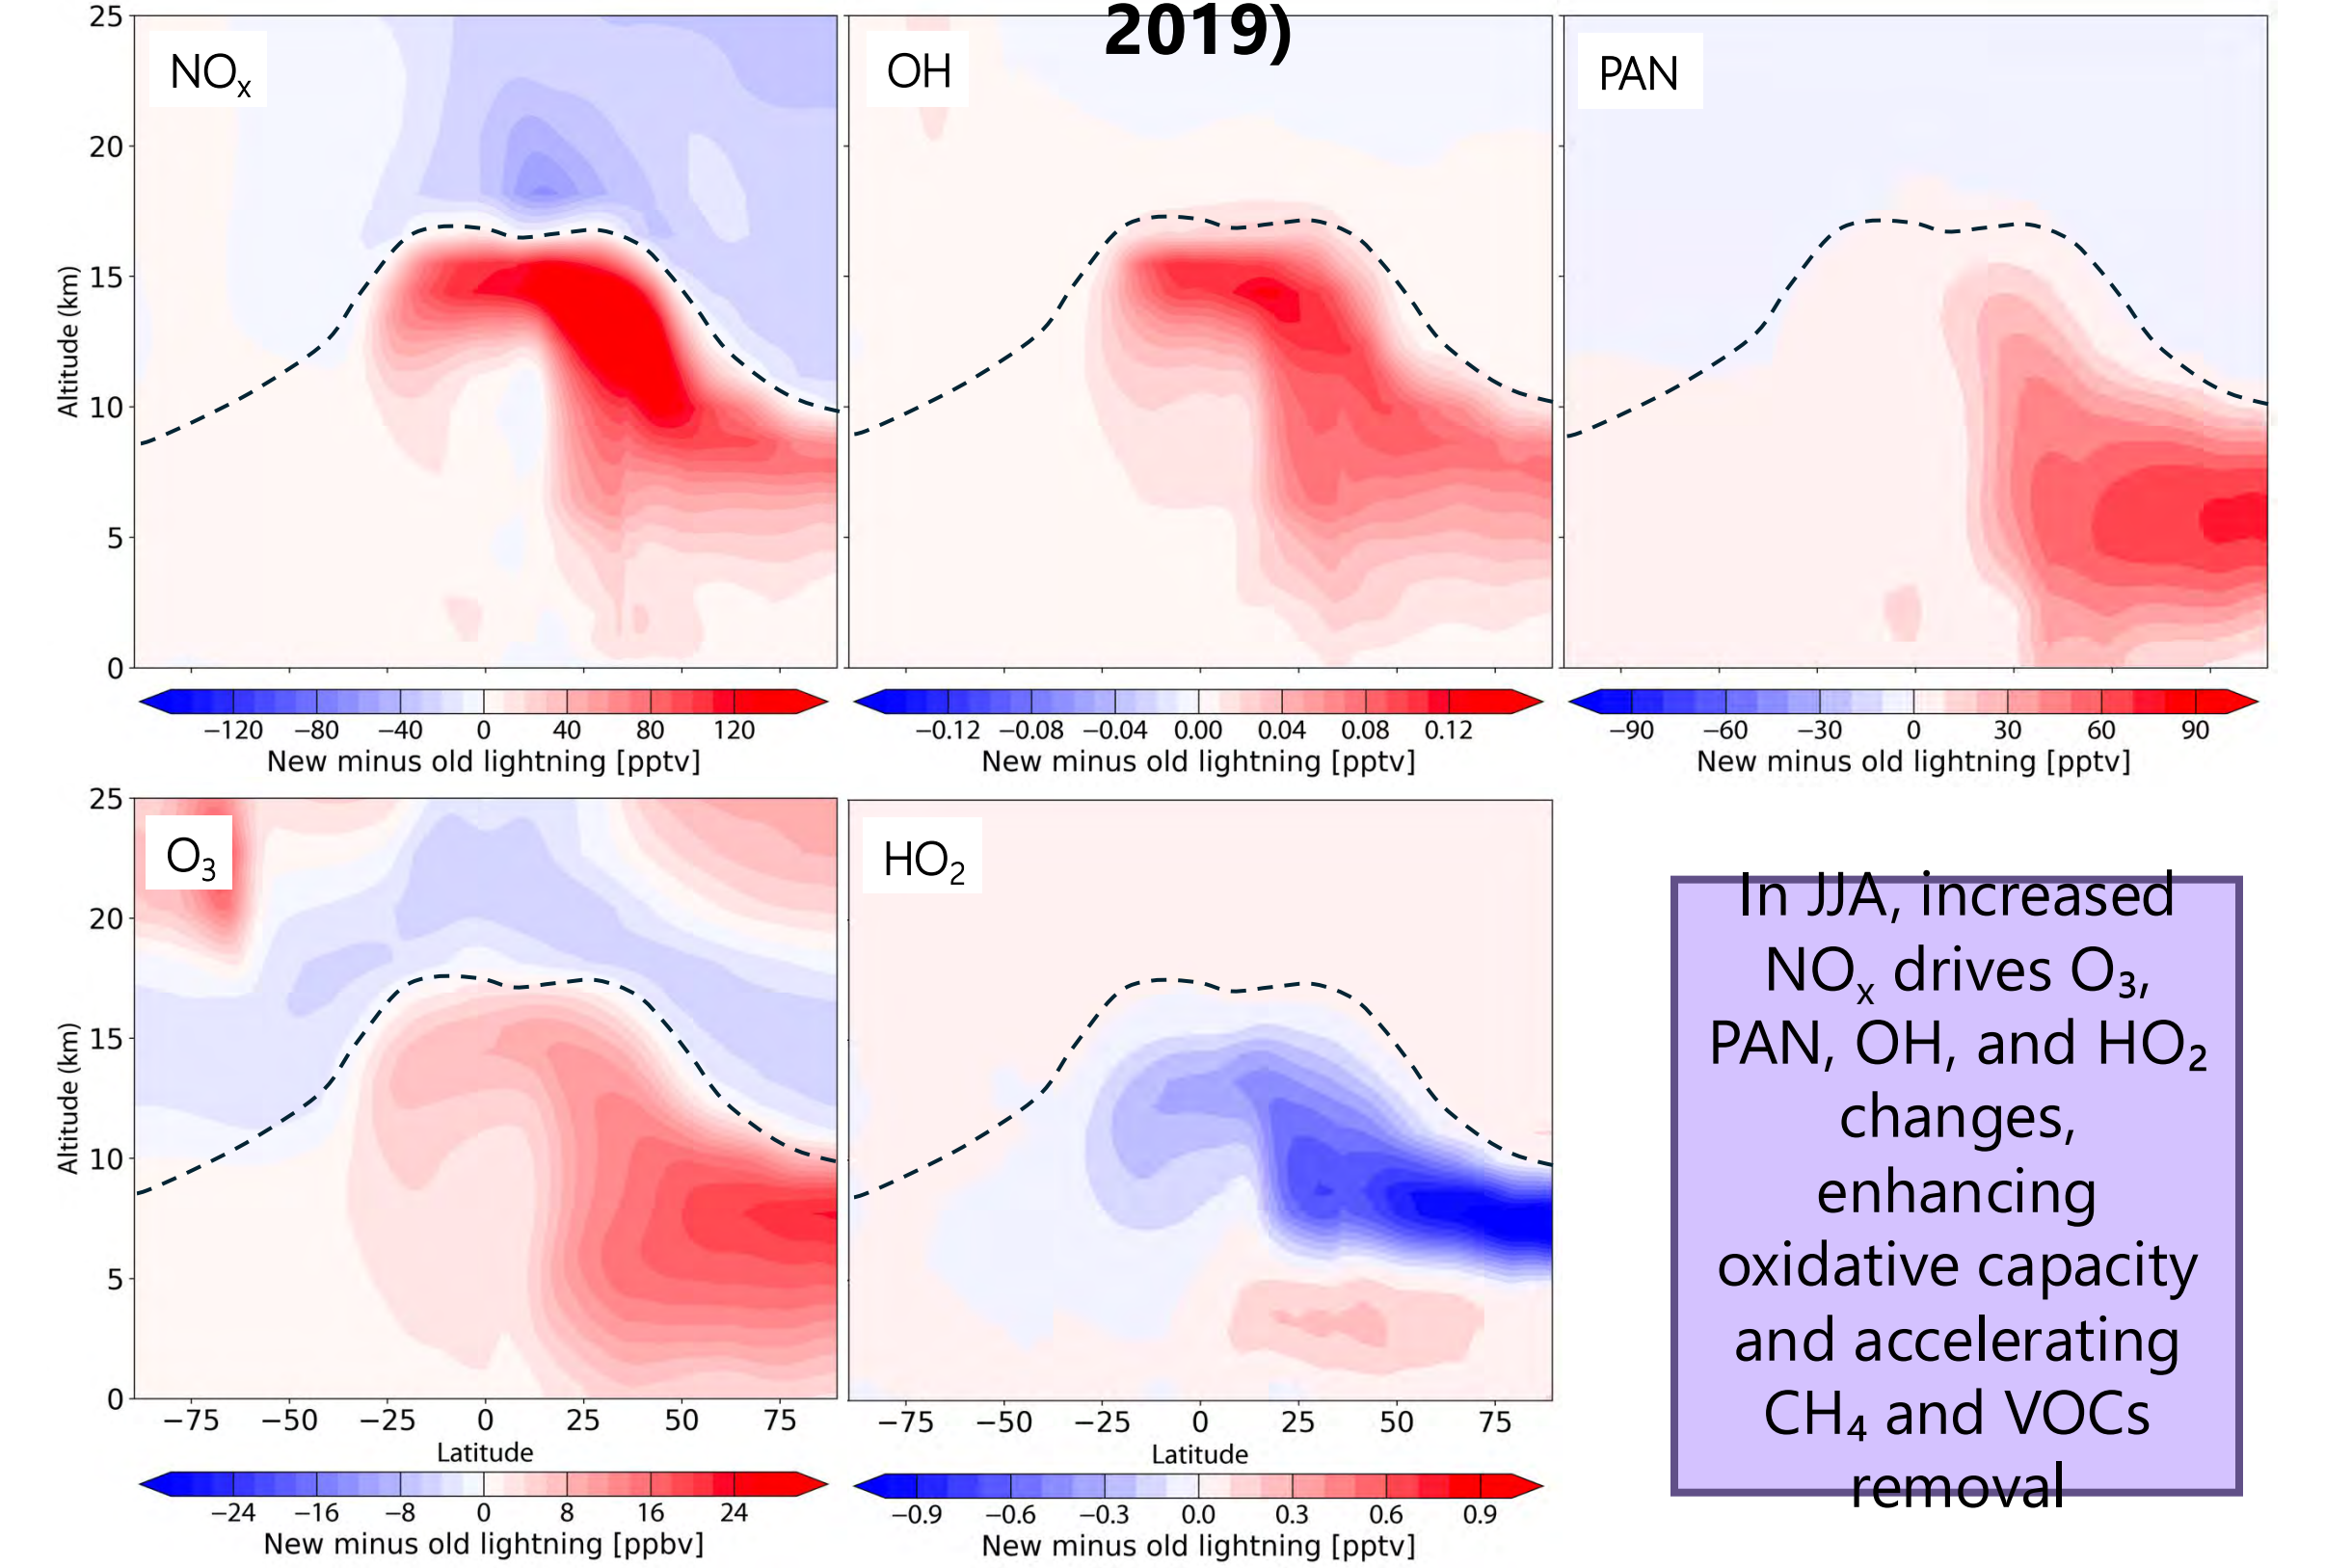 2019)
25
20
15
10
5
0
Altitude (km)
NOₓ
OH
PAN
−120 −80 −40 0 40 80 120
New minus old lightning [pptv]
−0.12 −0.08 −0.04 0.00 0.04 0.08 0.12
New minus old lightning [pptv]
−90 −60 −30 0 30 60 90
New minus old lightning [pptv]
25
20
15
10
5
0
Altitude (km)
O₃
−75 −50 −25 0 25 50 75
Latitude
−24 −16 −8 0 8 16 24
New minus old lightning [ppbv]
HO₂
−75 −50 −25 0 25 50 75
Latitude
−0.9 −0.6 −0.3 0.0 0.3 0.6 0.9
New minus old lightning [pptv]
In JJA, increased
NOₓ drives O₃,
PAN, OH, and HO₂
changes,
enhancing
oxidative capacity
and accelerating
CH₄ and VOCs
removal